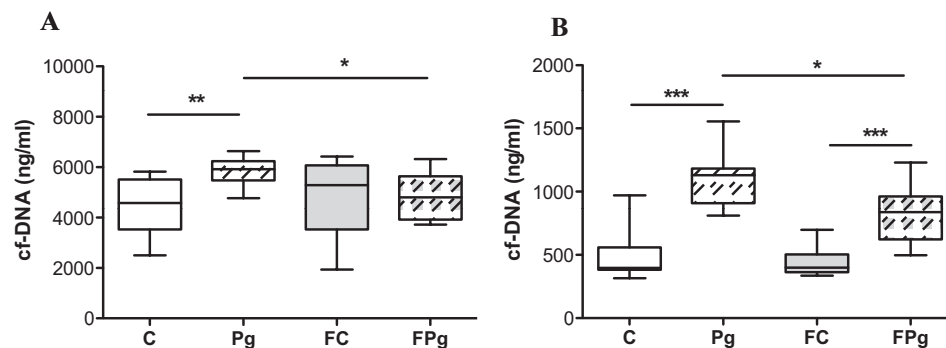 A
cf-DNA (ng/ml)
10000
8000
6000
4000
2000
0
*
**
C Pg FC FPg
B
cf-DNA (ng/ml)
2000
1500
1000
500
0
*
***
***
C Pg FC FPg